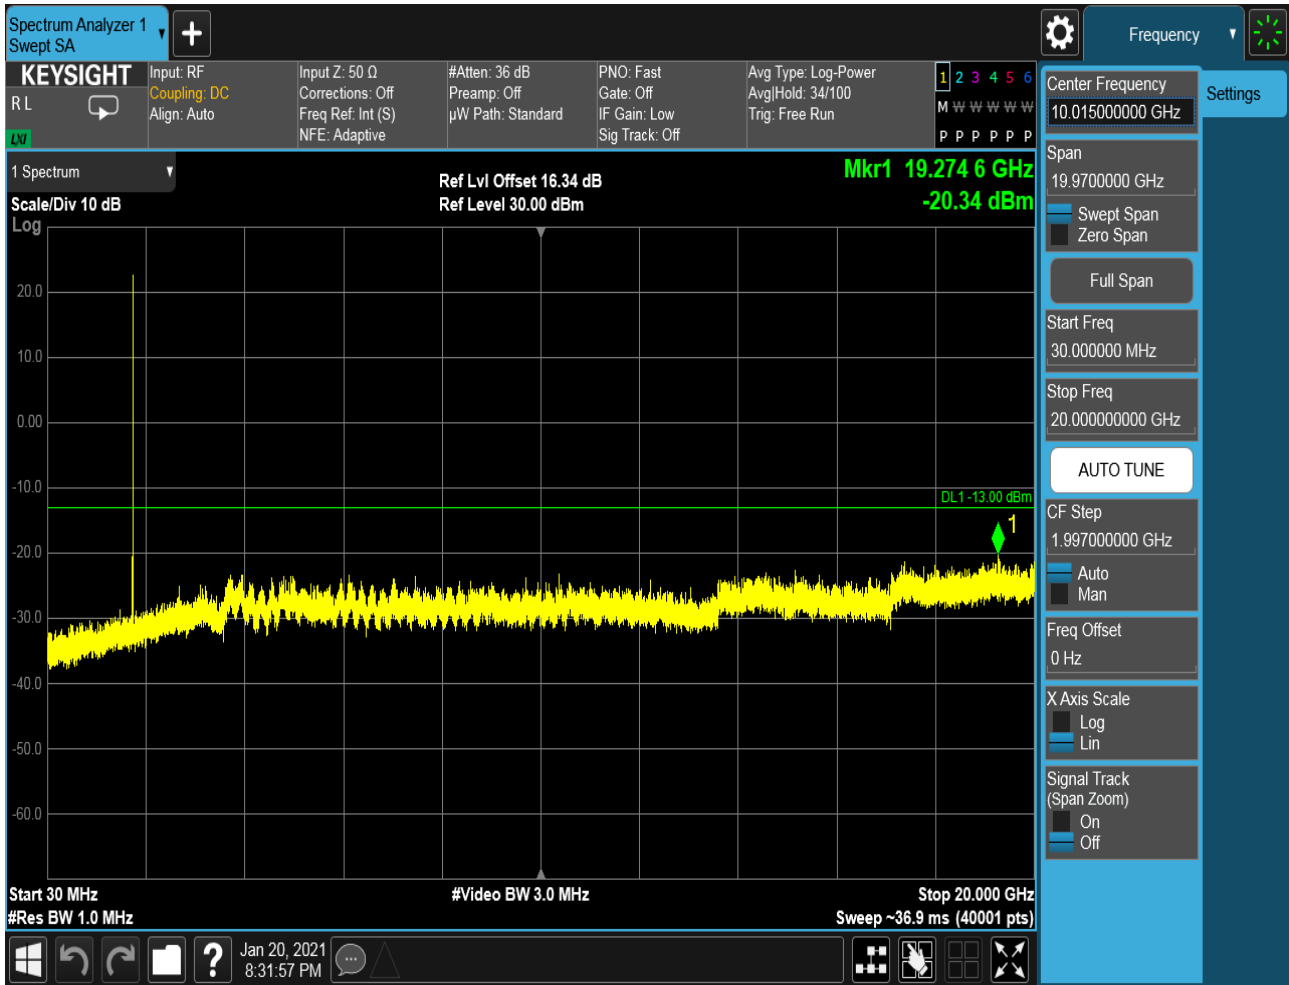 Spectrum Analyzer 1
Swept SA
Frequency
KEYSIGHT
R L
LXI
Input: RF
Coupling: DC
Align: Auto
Input Z: 50 Ω
Corrections: Off
Freq Ref: Int (S)
NFE: Adaptive
#Atten: 36 dB
Preamp: Off
µW Path: Standard
PNO: Fast
Gate: Off
IF Gain: Low
Sig Track: Off
Avg Type: Log-Power
Avg|Hold: 34/100
Trig: Free Run
1 2 3 4 5 6
M W W W W W
P P P P P P
1 Spectrum
Scale/Div 10 dB
Log
Ref Lvl Offset 16.34 dB
Ref Level 30.00 dBm
Mkr1 19.274 6 GHz
-20.34 dBm
20.0
10.0
0.00
-10.0
-20.0
-30.0
-40.0
-50.0
-60.0
DL1 -13.00 dBm
1
Start 30 MHz
#Res BW 1.0 MHz
#Video BW 3.0 MHz
Stop 20.000 GHz
Sweep ~36.9 ms (40001 pts)
Center Frequency
10.015000000 GHz
Settings
Span
19.9700000 GHz
Swept Span
Zero Span
Full Span
Start Freq
30.000000 MHz
Stop Freq
20.000000000 GHz
AUTO TUNE
CF Step
1.997000000 GHz
Auto
Man
Freq Offset
0 Hz
X Axis Scale
Log
Lin
Signal Track
(Span Zoom)
On
Off
?
Jan 20, 2021
8:31:57 PM